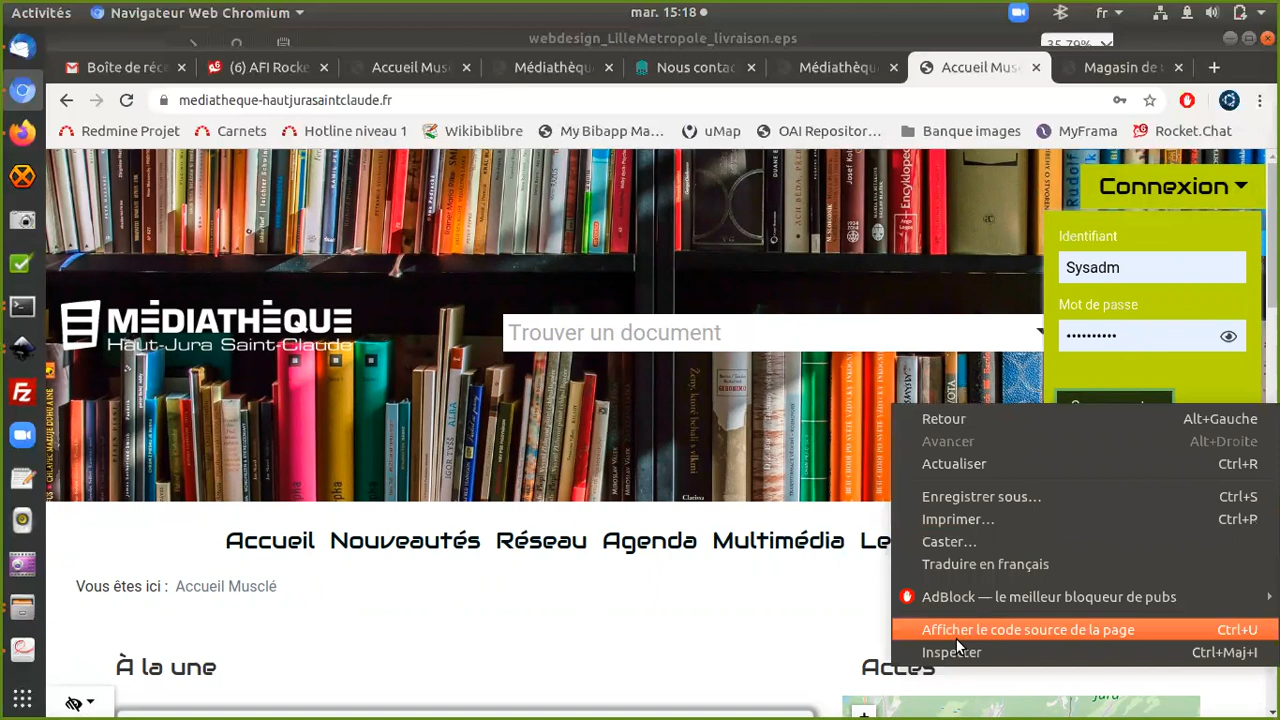 Activités
Navigateur Web Chromium
mar. 15:18
fr
webdesign_LilleMetropole_livraison.eps
35,79%
Boîte de réc
(6) AFI Rocke
Accueil Mus
Médiathèqu
Nous contac
Médiathèqu
Accueil Mus
Magasin de
mediatheque-hautjurasaintclaude.fr
Redmine Projet
Carnets
Hotline niveau 1
Wikibiblibre
My Bibapp Ma…
uMap
OAI Repositor…
Banque images
MyFrama
Rocket.Chat
Connexion
Identifiant
Sysadm
Mot de passe
MÉDIATHÈQUE
Haut-Jura Saint-Claude
Trouver un document
Retour Alt+Gauche
Avancer Alt+Droite
Actualiser Ctrl+R
Enregistrer sous… Ctrl+S
Imprimer… Ctrl+P
Caster…
Traduire en français
AdBlock — le meilleur bloqueur de pubs
Afficher le code source de la page Ctrl+U
Inspecter Ctrl+Maj+I
Accueil Nouveautés Réseau Agenda Multimédia Le
Vous êtes ici : Accueil Musclé
À la une
Accès